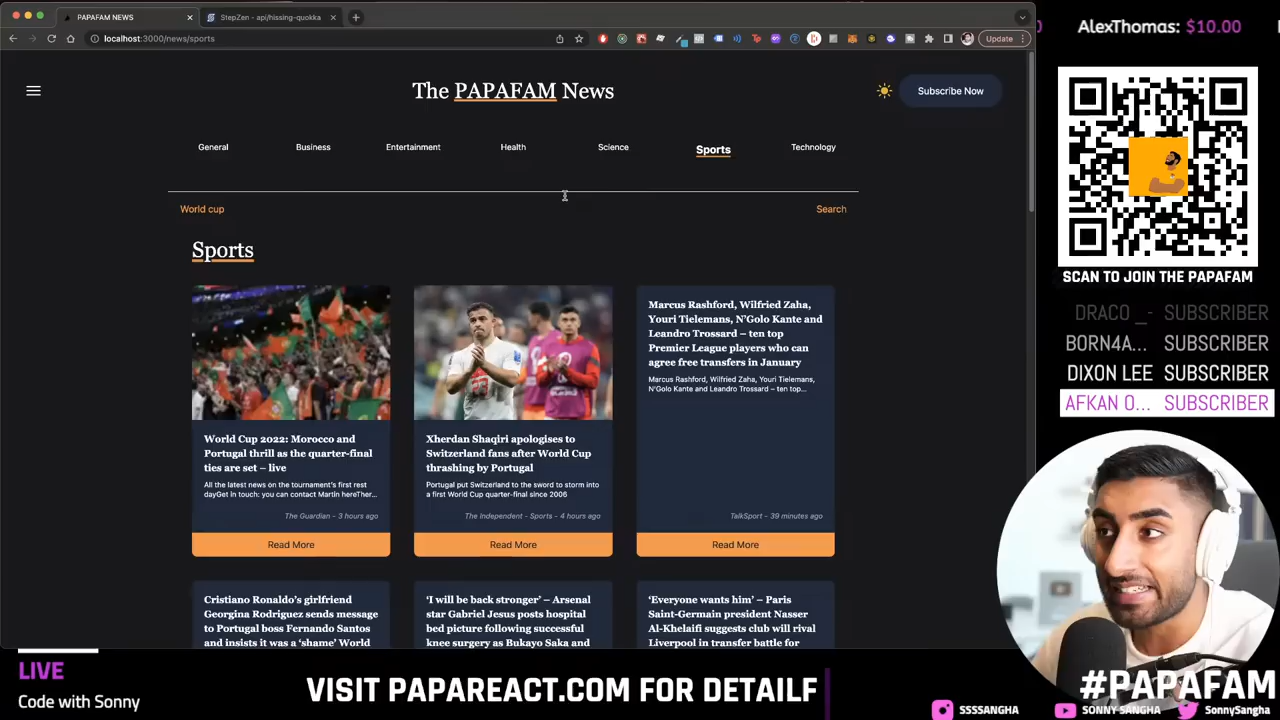 PAPAFAM NEWS
StepZen - api/hissing-quokka
localhost:3000/news/sports
Update
The PAPAFAM News
Subscribe Now
General
Business
Entertainment
Health
Science
Sports
Technology
World cup
Search
Sports
World Cup 2022: Morocco and
Portugal thrill as the quarter-final
ties are set – live
All the latest news on the tournament's first rest
dayGet in touch: you can contact Martin hereTher...
The Guardian - 3 hours ago
Read More
Xherdan Shaqiri apologises to
Switzerland fans after World Cup
thrashing by Portugal
Portugal put Switzerland to the sword to storm into
a first World Cup quarter-final since 2006
The Independent - Sports - 4 hours ago
Read More
Marcus Rashford, Wilfried Zaha,
Youri Tielemans, N'Golo Kante and
Leandro Trossard – ten top
Premier League players who can
agree free transfers in January
Marcus Rashford, Wilfried Zaha, Youri Tielemans,
N'Golo Kante and Leandro Trossard – ten top...
TalkSport - 39 minutes ago
Read More
Cristiano Ronaldo's girlfriend
Georgina Rodriguez sends message
to Portugal boss Fernando Santos
and insists it was a 'shame' World
'I will be back stronger' – Arsenal
star Gabriel Jesus posts hospital
bed picture following successful
knee surgery as Bukayo Saka and
'Everyone wants him' – Paris
Saint-Germain president Nasser
Al-Khelaifi suggests club will rival
Liverpool in transfer battle for
AlexThomas: $10.00
SCAN TO JOIN THE PAPAFAM
DRACO _- SUBSCRIBER
BORN4A... SUBSCRIBER
DIXON LEE SUBSCRIBER
AFKAN O... SUBSCRIBER
LIVE
Code with Sonny
VISIT PAPAREACT.COM FOR DETAILF
#PAPAFAM
SSSSANGHA
SONNY SANGHA
SonnySangha